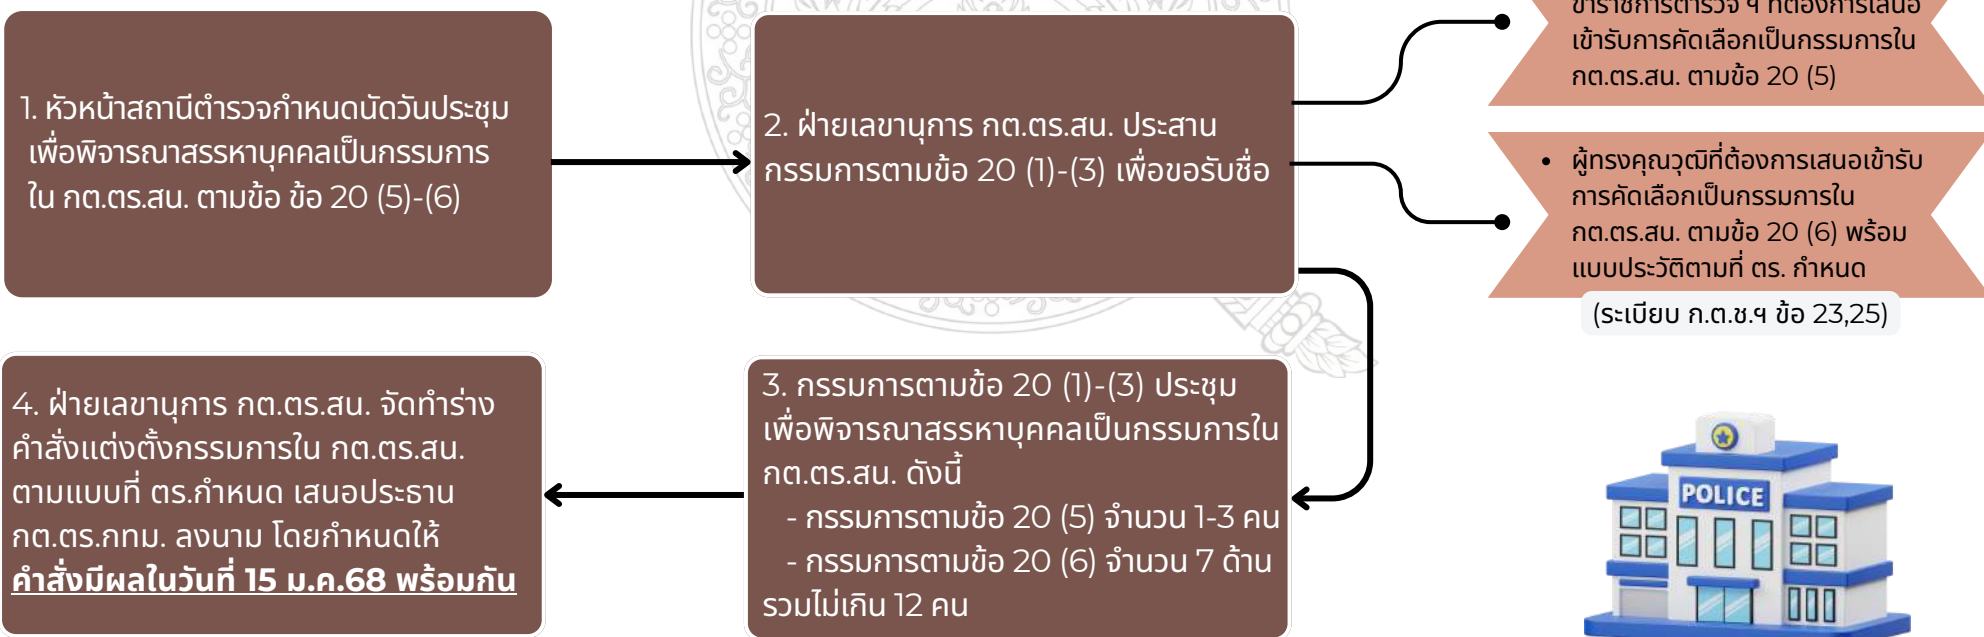 1. หัวหน้าสถานีตำรวจกำหนดนัดวันประชุม
เพื่อพิจารณาสรรหาบุคคลเป็นกรรมการ
ใน กต.ตร.สน. ตามข้อ ข้อ 20 (5)-(6)
2. ฝ่ายเลขานุการ กต.ตร.สน. ประสาน
กรรมการตามข้อ 20 (1)-(3) เพื่อขอรับชื่อ
ข้าราชการตำรวจ ฯ ที่ต้องการเสนอ
เข้ารับการคัดเลือกเป็นกรรมการใน
กต.ตร.สน. ตามข้อ 20 (5)
• ผู้ทรงคุณวุฒิที่ต้องการเสนอเข้ารับ
การคัดเลือกเป็นกรรมการใน
กต.ตร.สน. ตามข้อ 20 (6) พร้อม
แบบประวัติตามที่ ตร. กำหนด
(ระเบียบ ก.ต.ช.ฯ ข้อ 23,25)
3. กรรมการตามข้อ 20 (1)-(3) ประชุม
เพื่อพิจารณาสรรหาบุคคลเป็นกรรมการใน
กต.ตร.สน. ดังนี้
- กรรมการตามข้อ 20 (5) จำนวน 1-3 คน
- กรรมการตามข้อ 20 (6) จำนวน 7 ด้าน
รวมไม่เกิน 12 คน
4. ฝ่ายเลขานุการ กต.ตร.สน. จัดทำร่าง
คำสั่งแต่งตั้งกรรมการใน กต.ตร.สน.
ตามแบบที่ ตร.กำหนด เสนอประธาน
กต.ตร.กทม. ลงนาม โดยกำหนดให้
คำสั่งมีผลในวันที่ 15 ม.ค.68 พร้อมกัน
POLICE